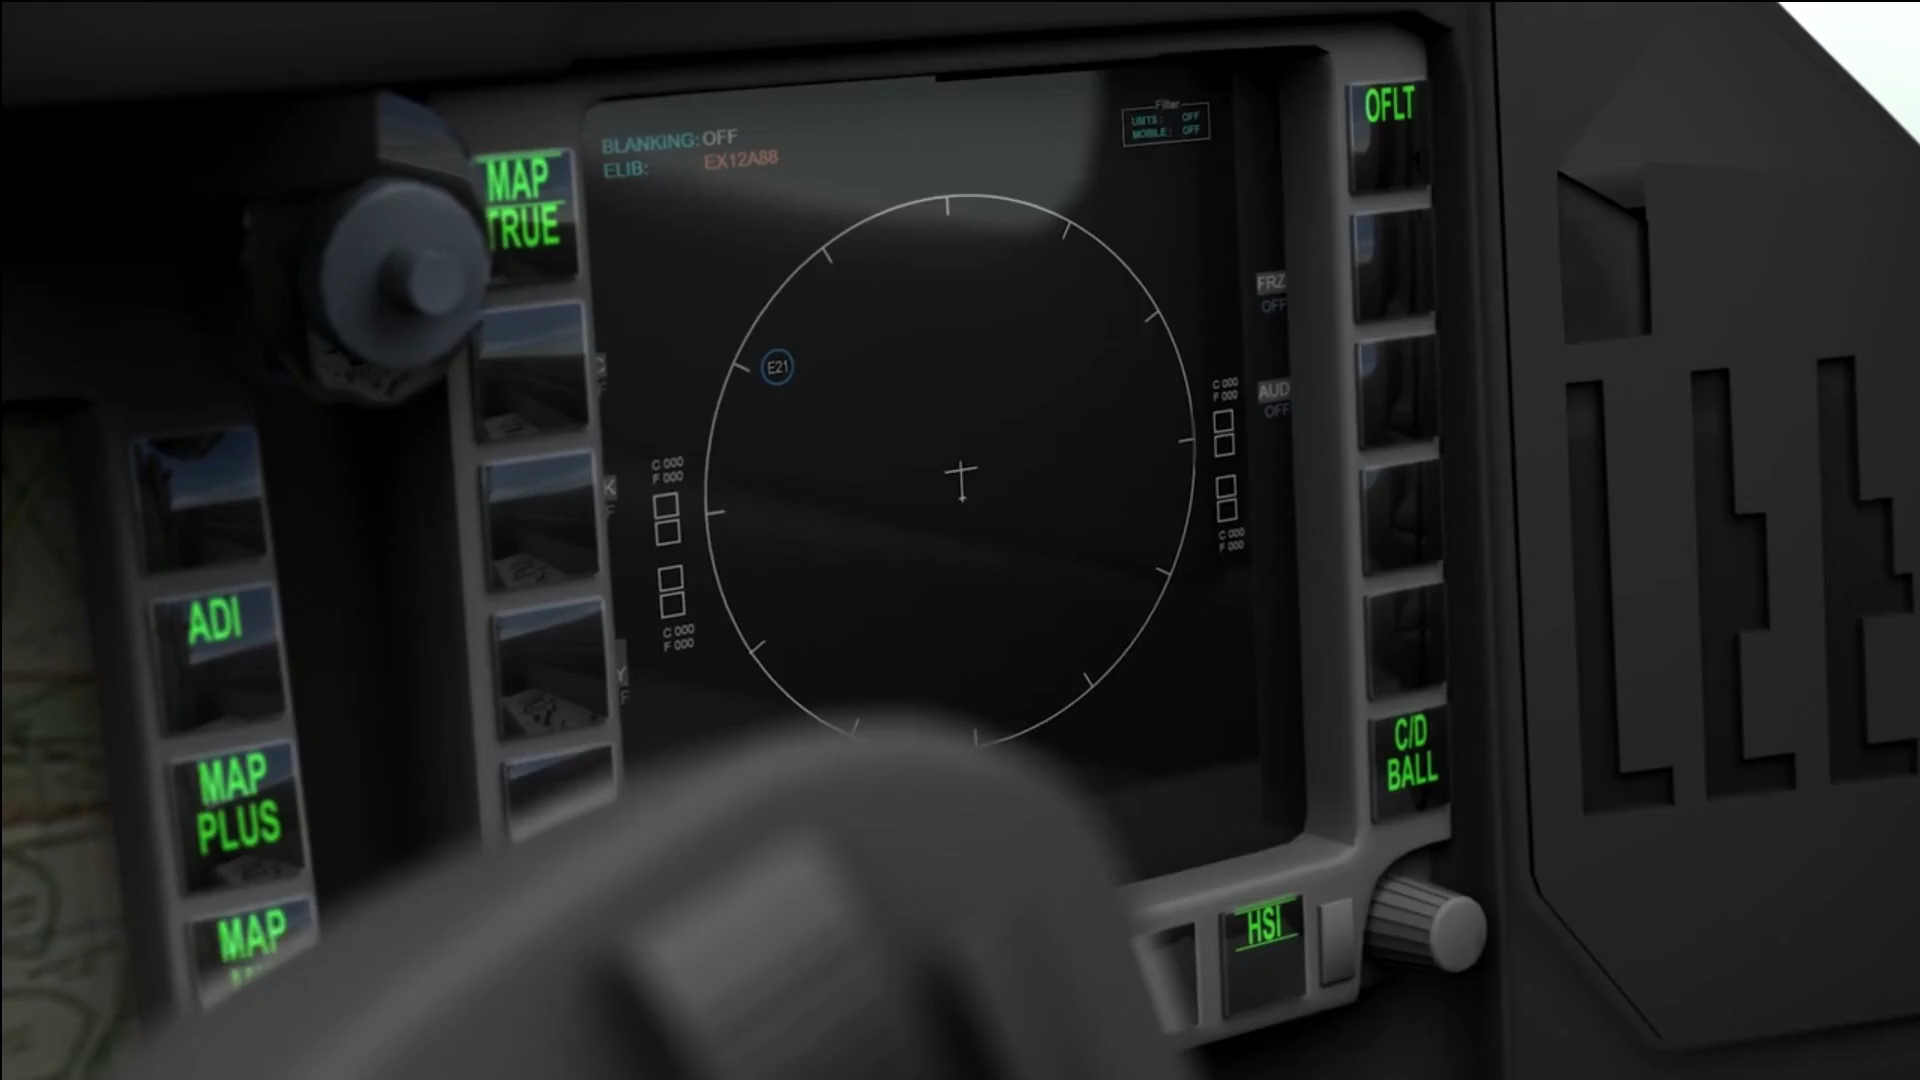 MAP
TRUE
ADI
MAP
PLUS
MAP
BLANKING: OFF
ELIB: EX12A88
Filter
UMTS: OFF
MOBILE: OFF
E21
C 000
F 000
C 000
F 000
C 000
F 000
C 000
F 000
FRZ
OFF
AUD
OFF
K
F
Y
F
OFLT
C/D
BALL
HSI